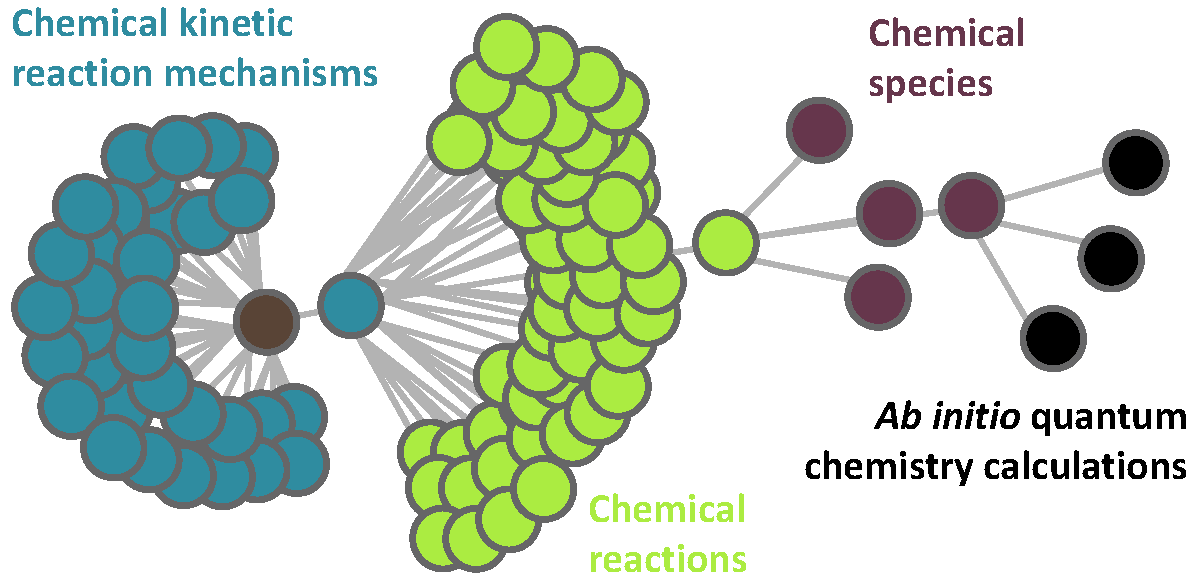 Chemical kinetic
reaction mechanisms
Chemical
species
Ab initio quantum
chemistry calculations
Chemical
reactions